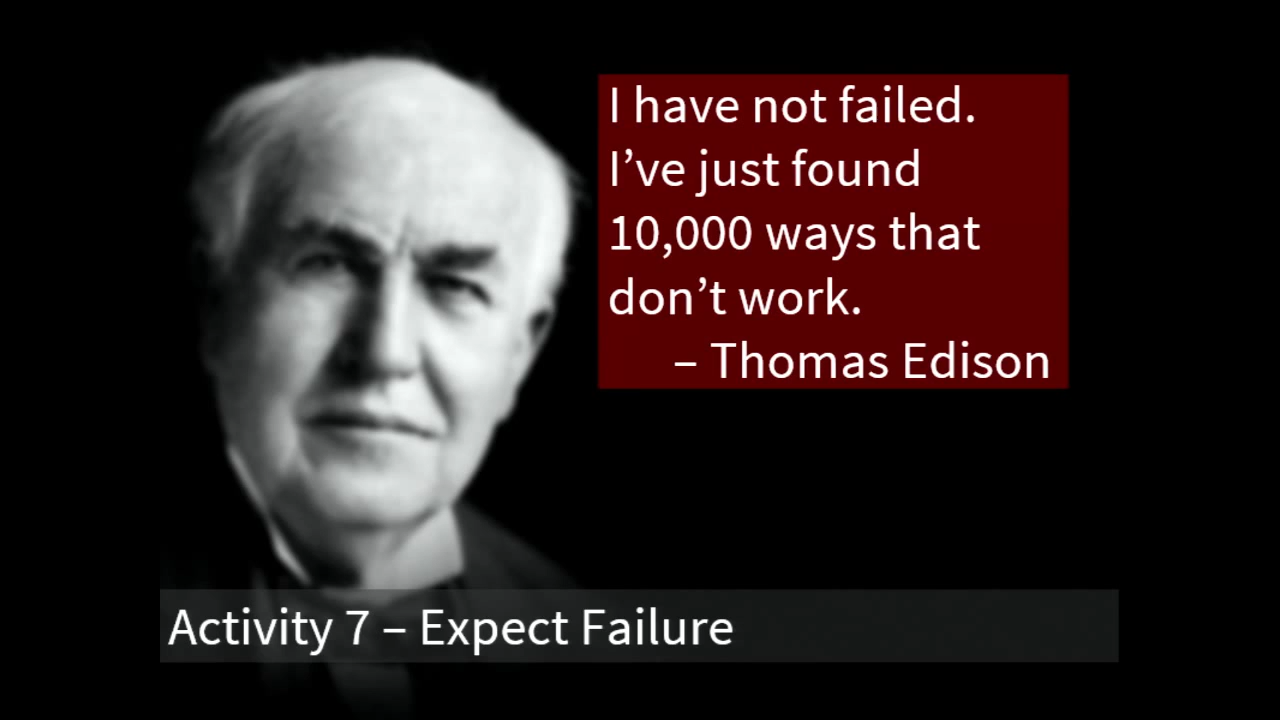 I have not failed.
I’ve just found
10,000 ways that
don’t work.
– Thomas Edison
Activity 7 – Expect Failure